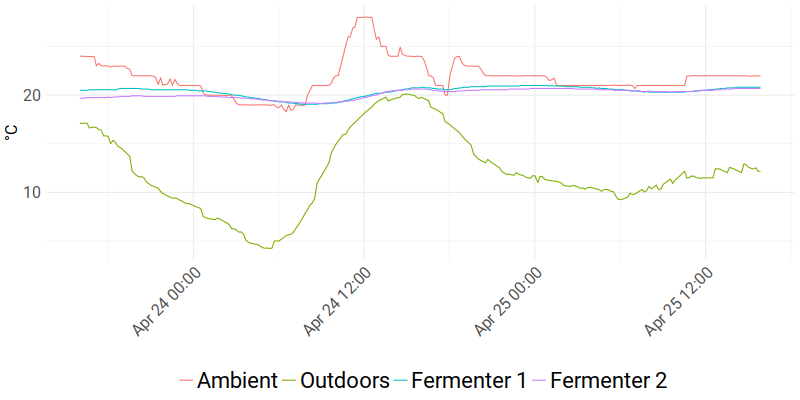 °C
20
10
Apr 24 00:00
Apr 24 12:00
Apr 25 00:00
Apr 25 12:00
Ambient Outdoors Fermenter 1 Fermenter 2